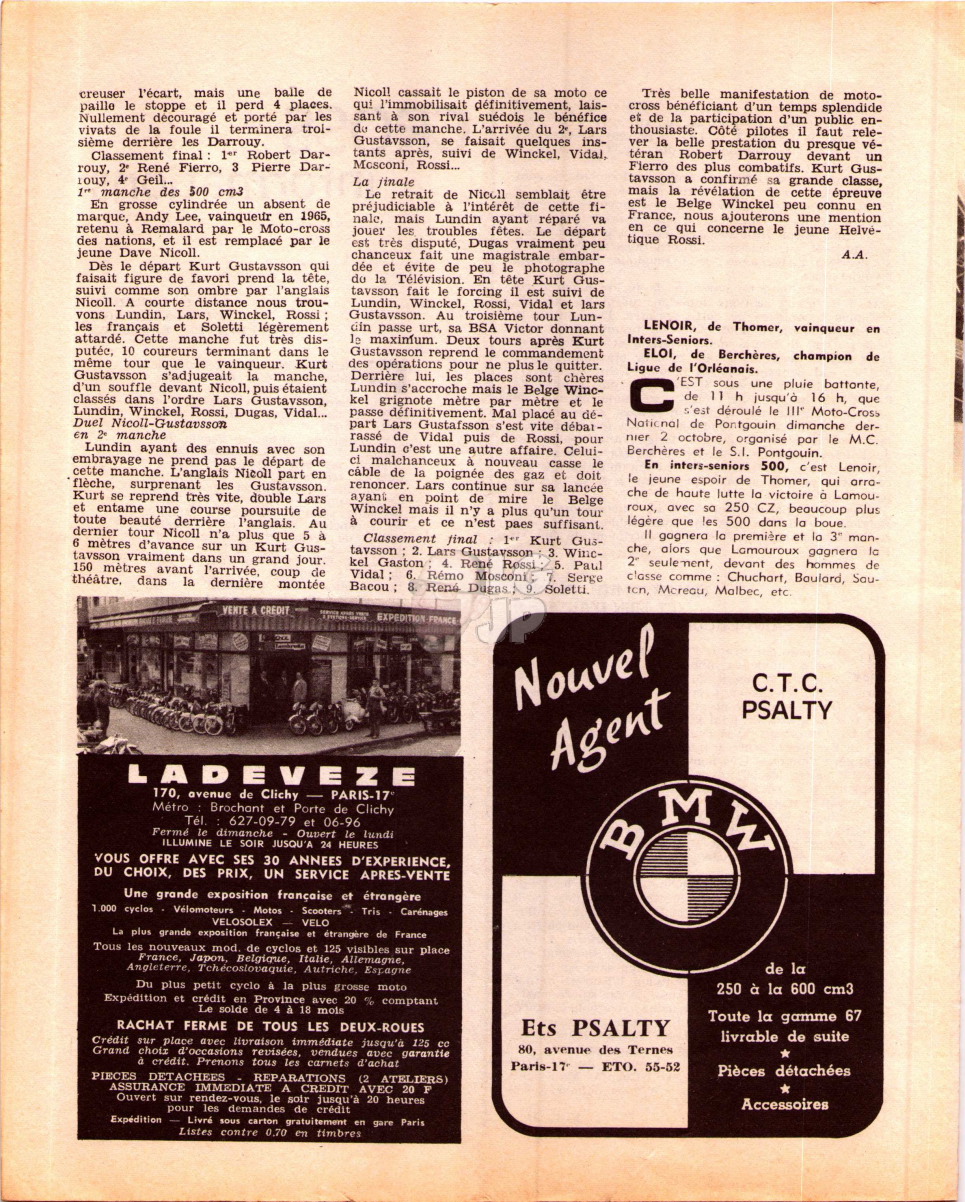 creuser l'écart, mais une balle de
paille le stoppe et il perd 4 places.
Nullement découragé et porté par les
vivats de la foule il terminera troi-
sième derrière les Darrouy.
Classement final : 1er Robert Dar-
rouy, 2e René Fierro, 3 Pierre Dar-
rouy, 4e Geil...
1re manche des 500 cm3
En grosse cylindrée un absent de
marque, Andy Lee, vainqueur en 1965,
retenu à Remalard par le Moto-cross
des nations, et il est remplacé par le
jeune Dave Nicoll.
Dès le départ Kurt Gustavsson qui
faisait figure de favori prend la tête,
suivi comme son ombre par l'anglais
Nicoll. A courte distance nous trou-
vons Lundin, Lars, Winckel, Rossi ;
les français et Soletti légèrement
attardé. Cette manche fut très dis-
putée, 10 coureurs terminant dans le
même tour que le vainqueur. Kurt
Gustavsson s'adjugeait la manche,
d'un souffle devant Nicoll, puis étaient
classés dans l'ordre Lars Gustavsson,
Lundin, Winckel, Rossi, Dugas, Vidal...
Duel Nicoll-Gustavsson
en 2e manche
Lundin ayant des ennuis avec son
embrayage ne prend pas le départ de
cette manche. L'anglais Nicoll part en
flèche, surprenant les Gustavsson.
Kurt se reprend très vite, double Lars
et entame une course poursuite de
toute beauté derrière l'anglais. Au
dernier tour Nicoll n'a plus que 5 à
6 mètres d'avance sur un Kurt Gus-
tavsson vraiment dans un grand jour.
150 mètres avant l'arrivée, coup de
théâtre, dans la dernière montée
Nicoll cassait le piston de sa moto ce
qui l'immobilisait définitivement, lais-
sant à son rival suédois le bénéfice
de cette manche. L'arrivée du 2e, Lars
Gustavsson, se faisait quelques ins-
tants après, suivi de Winckel, Vidal,
Mosconi, Rossi...
La finale
Le retrait de Nicoll semblait être
préjudiciable à l'intérêt de cette fi-
nale, mais Lundin ayant réparé va
jouer les troubles fêtes. Le départ
est très disputé, Dugas vraiment peu
chanceux fait une magistrale embar-
dée et évite de peu le photographe
de la Télévision. En tête Kurt Gus-
tavsson fait le forcing il est suivi de
Lundin, Winckel, Rossi, Vidal et lars
Gustavsson. Au troisième tour Lun-
din passe urt, sa BSA Victor donnant
le maximum. Deux tours après Kurt
Gustavsson reprend le commandement
des opérations pour ne plus le quitter.
Derrière lui, les places sont chères
Lundin s'accroche mais le Belge Winc-
kel grignote mètre par mètre et le
passe définitivement. Mal placé au dé-
part Lars Gustafsson s'est vite débar-
rassé de Vidal puis de Rossi, pour
Lundin c'est une autre affaire. Celui-
ci malchanceux à nouveau casse le
câble de la poignée des gaz et doit
renoncer. Lars continue sur sa lancée
ayant en point de mire le Belge
Winckel mais il n'y a plus qu'un tour
à courir et ce n'est paes suffisant.
Classement final : 1er Kurt Gus-
tavsson ; 2. Lars Gustavsson ; 3. Winc-
kel Gaston ; 4. René Rossi ; 5. Paul
Vidal ; 6. Rémo Mosconi ; 7. Serge
Bacou ; 8. René Dugas ; 9. Soletti.
Très belle manifestation de moto-
cross bénéficiant d'un temps splendide
et de la participation d'un public en-
thousiaste. Côté pilotes il faut rele-
ver la belle prestation du presque vé-
téran Robert Darrouy devant un
Fierro des plus combatifs. Kurt Gus-
tavsson a confirmé sa grande classe,
mais la révélation de cette épreuve
est le Belge Winckel peu connu en
France, nous ajouterons une mention
en ce qui concerne le jeune Helvé-
tique Rossi.
A.A.
LENOIR, de Thomer, vainqueur en
Inters-Seniors.
ELOI, de Berchères, champion de
Ligue de l'Orléanais.
C'EST sous une pluie battante,
de 11 h jusqu'à 16 h, que
s'est déroulé le IIIe Moto-Cross
National de Pontgouin dimanche der-
nier 2 octobre, organisé par le M.C.
Berchères et le S.I. Pontgouin.
En inters-seniors 500, c'est Lenoir,
le jeune espoir de Thomer, qui arra-
che de haute lutte la victoire à Lamou-
roux, avec sa 250 CZ, beaucoup plus
légère que les 500 dans la boue.
Il gagnera la première et la 3e man-
che, alors que Lamouroux gagnera la
2e seulement, devant des hommes de
classe comme : Chuchart, Baulard, Sau-
ton, Moreau, Malbec, etc.
VENTE A CREDIT
EXPEDITION FRANCE
JP
LADEVEZE
170, avenue de Clichy — PARIS-17e
Métro : Brochant et Porte de Clichy
Tél. : 627-09-79 et 06-96
Fermé le dimanche - Ouvert le lundi
ILLUMINE LE SOIR JUSQU'A 24 HEURES
VOUS OFFRE AVEC SES 30 ANNEES D'EXPERIENCE,
DU CHOIX, DES PRIX, UN SERVICE APRES-VENTE
Une grande exposition française et étrangère
1.000 cyclos - Vélomoteurs - Motos - Scooters - Tris - Carénages
VELOSOLEX — VELO
La plus grande exposition française et étrangère de France
Tous les nouveaux mod. de cyclos et 125 visibles sur place
France, Japon, Belgique, Italie, Allemagne,
Angleterre, Tchécoslovaquie, Autriche, Espagne
Du plus petit cyclo à la plus grosse moto
Expédition et crédit en Province avec 20 % comptant
Le solde de 4 à 18 mois
RACHAT FERME DE TOUS LES DEUX-ROUES
Crédit sur place avec livraison immédiate jusqu'à 125 cc
Grand choix d'occasions revisées, vendues avec garantie
à crédit. Prenons tous les carnets d'achat
PIECES DETACHEES - REPARATIONS (2 ATELIERS)
ASSURANCE IMMEDIATE A CREDIT AVEC 20 F
Ouvert sur rendez-vous, le soir jusqu'à 20 heures
pour les demandes de crédit
Expédition — Livré sous carton gratuitement en gare Paris
Listes contre 0,70 en timbres
Nouvel
Agent
C.T.C.
PSALTY
BMW
Ets PSALTY
80, avenue des Ternes
Paris-17e — ETO. 55-52
de la
250 à la 600 cm3
Toute la gamme 67
livrable de suite
★
Pièces détachées
★
Accessoires